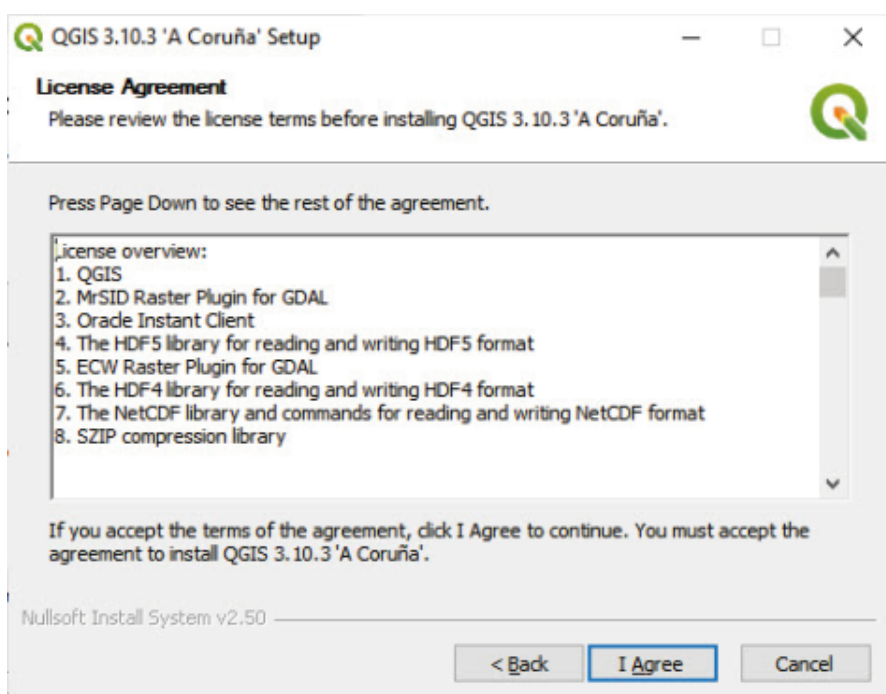 QGIS 3.10.3 'A Coruña' Setup
License Agreement
Please review the license terms before installing QGIS 3.10.3 'A Coruña'.
Press Page Down to see the rest of the agreement.
License overview:
1. QGIS
2. MrSID Raster Plugin for GDAL
3. Oracle Instant Client
4. The HDF5 library for reading and writing HDF5 format
5. ECW Raster Plugin for GDAL
6. The HDF4 library for reading and writing HDF4 format
7. The NetCDF library and commands for reading and writing NetCDF format
8. SZIP compression library
If you accept the terms of the agreement, click I Agree to continue. You must accept the
agreement to install QGIS 3.10.3 'A Coruña'.
Nullsoft Install System v2.50
< Back I Agree Cancel